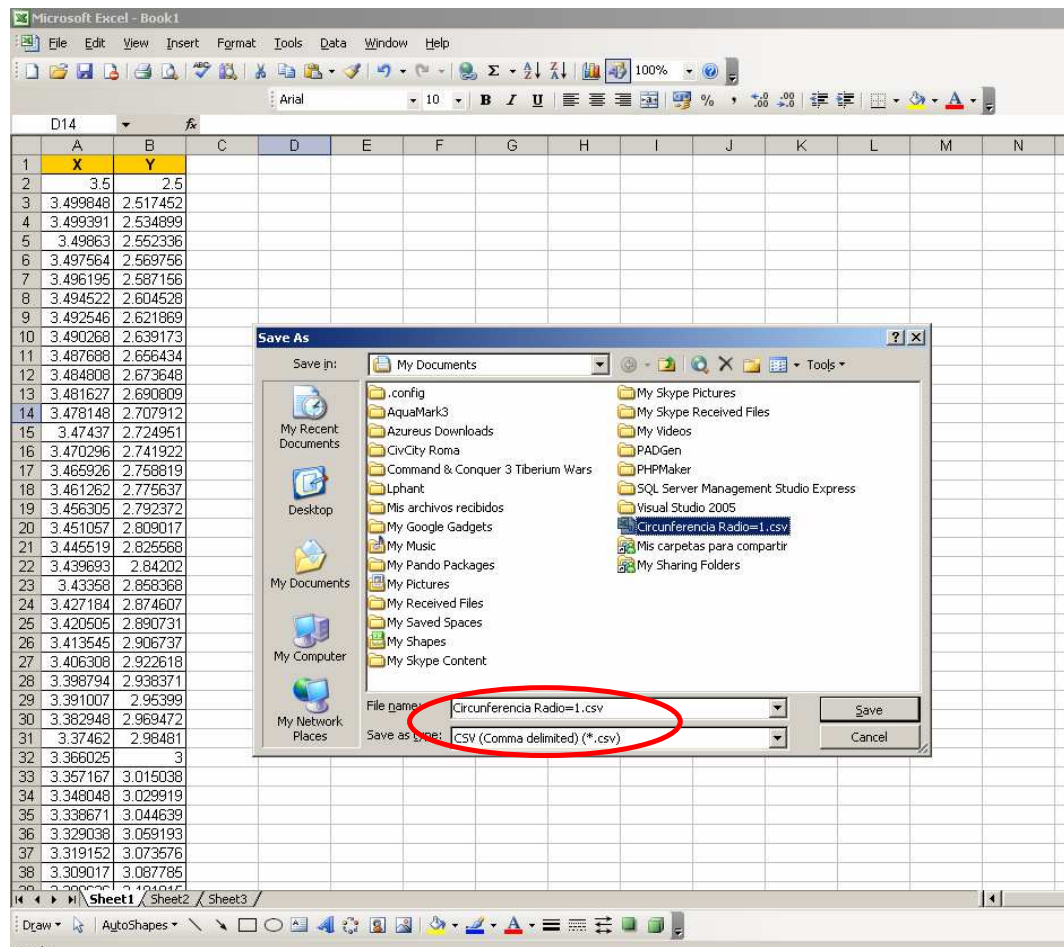 Microsoft Excel - Book1
File Edit View Insert Format Tools Data Window Help
100%
Arial 10 B I U % ,
D14 fx
A B C D E F G H I J K L M N
1 X Y
2 3.5 2.5
3 3.499848 2.517452
4 3.499391 2.534899
5 3.49863 2.552336
6 3.497564 2.569756
7 3.496195 2.587156
8 3.494522 2.604528
9 3.492546 2.621869
10 3.490268 2.639173
11 3.487688 2.656434
12 3.484808 2.673648
13 3.481627 2.690809
14 3.478148 2.707912
15 3.47437 2.724951
16 3.470296 2.741922
17 3.465926 2.758819
18 3.461262 2.775637
19 3.456305 2.792372
20 3.451057 2.809017
21 3.445519 2.825568
22 3.439693 2.84202
23 3.43358 2.858368
24 3.427184 2.874607
25 3.420505 2.890731
26 3.413545 2.906737
27 3.406308 2.922618
28 3.398794 2.938371
29 3.391007 2.95399
30 3.382948 2.969472
31 3.37462 2.98481
32 3.366025 3
33 3.357167 3.015038
34 3.348048 3.029919
35 3.338671 3.044639
36 3.329038 3.059193
37 3.319152 3.073576
38 3.309017 3.087785
Save As
Save in: My Documents Tools
My Recent Documents
Desktop
My Documents
My Computer
My Network Places
.config
AquaMark3
Azureus Downloads
CivCity Roma
Command & Conquer 3 Tiberium Wars
Lphant
Mis archivos recibidos
My Google Gadgets
My Music
My Pando Packages
My Pictures
My Received Files
My Saved Spaces
My Shapes
My Skype Content
My Skype Pictures
My Skype Received Files
My Videos
PADGen
PHPMaker
SQL Server Management Studio Express
Visual Studio 2005
Circunferencia Radio=1.csv
Mis carpetas para compartir
My Sharing Folders
File name: Circunferencia Radio=1.csv Save
Save as type: CSV (Comma delimited) (*.csv) Cancel
Sheet1 Sheet2 Sheet3
Draw AutoShapes